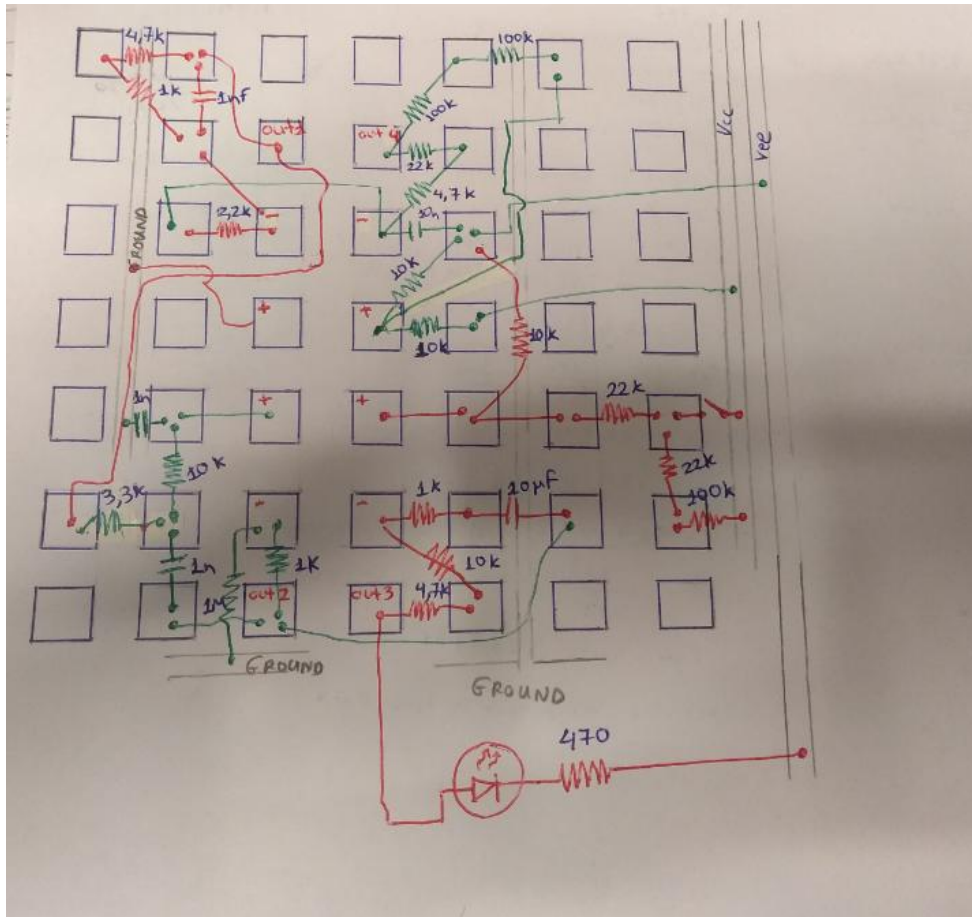 4,7k
100k
1k
1nF
100k
out1
out4
22k
Vcc
Vee
4,7k
2,2k
-
-
10n
GROUND
10k
+
+
10k
10k
1n
+
+
22k
10k
22k
3,3k
-
-
1k
10µF
100k
1n
1K
10k
1M
out2
out3
4,7k
GROUND
GROUND
470